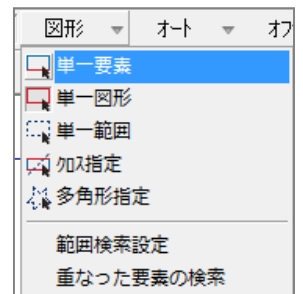 図形 オート オフ
単一要素
単一図形
単一範囲
クロス指定
多角形指定
範囲検索設定
重なった要素の検索